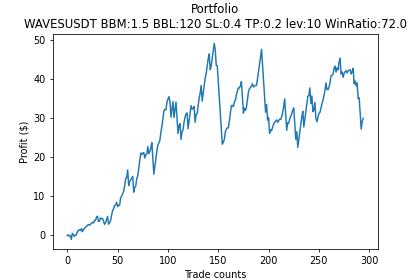 Portfolio
WAVESUSDT BBM:1.5 BBL:120 SL:0.4 TP:0.2 lev:10 WinRatio:72.0
50
40
30
20
10
0
Profit ($)
0 50 100 150 200 250 300
Trade counts